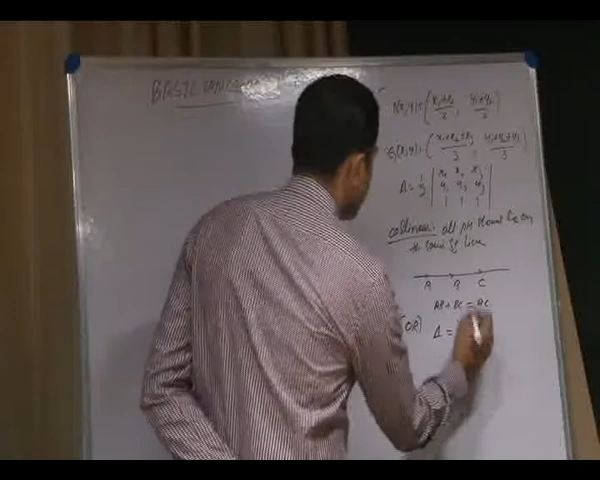 BASIC CONCE
M(x,y) = (x₁+x₂/2, y₁+y₂/2)
G(x,y) = (x₁+x₂+x₃/3, y₁+y₂+y₃/3)
Δ = 1/2 | x₁ x₂ x₃
y₁ y₂ y₃
1 1 1 |
collinear: all pts should lie on
the same st line
A B C
AB + BC = AC
(OR) Δ =